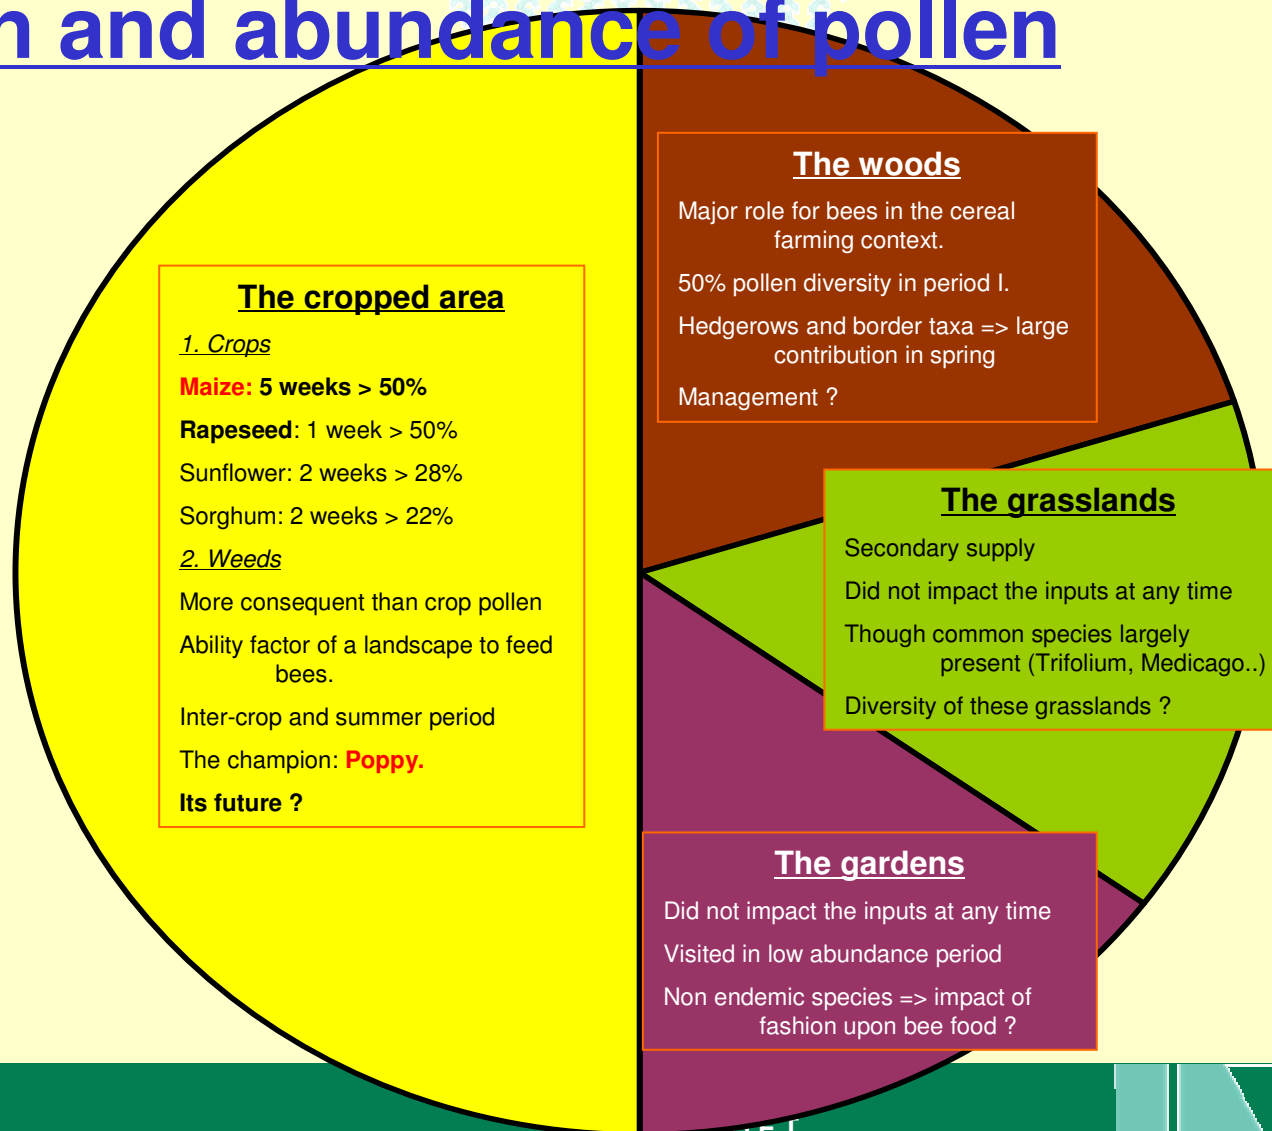 and abundance of pollen
The woods
Major role for bees in the cereal
farming context.
50% pollen diversity in period I.
Hedgerows and border taxa => large
contribution in spring
Management ?
The cropped area
1. Crops
Maize: 5 weeks > 50%
Rapeseed: 1 week > 50%
Sunflower: 2 weeks > 28%
Sorghum: 2 weeks > 22%
2. Weeds
More consequent than crop pollen
Ability factor of a landscape to feed
bees.
Inter-crop and summer period
The champion: Poppy.
Its future ?
The grasslands
Secondary supply
Did not impact the inputs at any time
Though common species largely
present (Trifolium, Medicago..)
Diversity of these grasslands ?
The gardens
Did not impact the inputs at any time
Visited in low abundance period
Non endemic species => impact of
fashion upon bee food ?